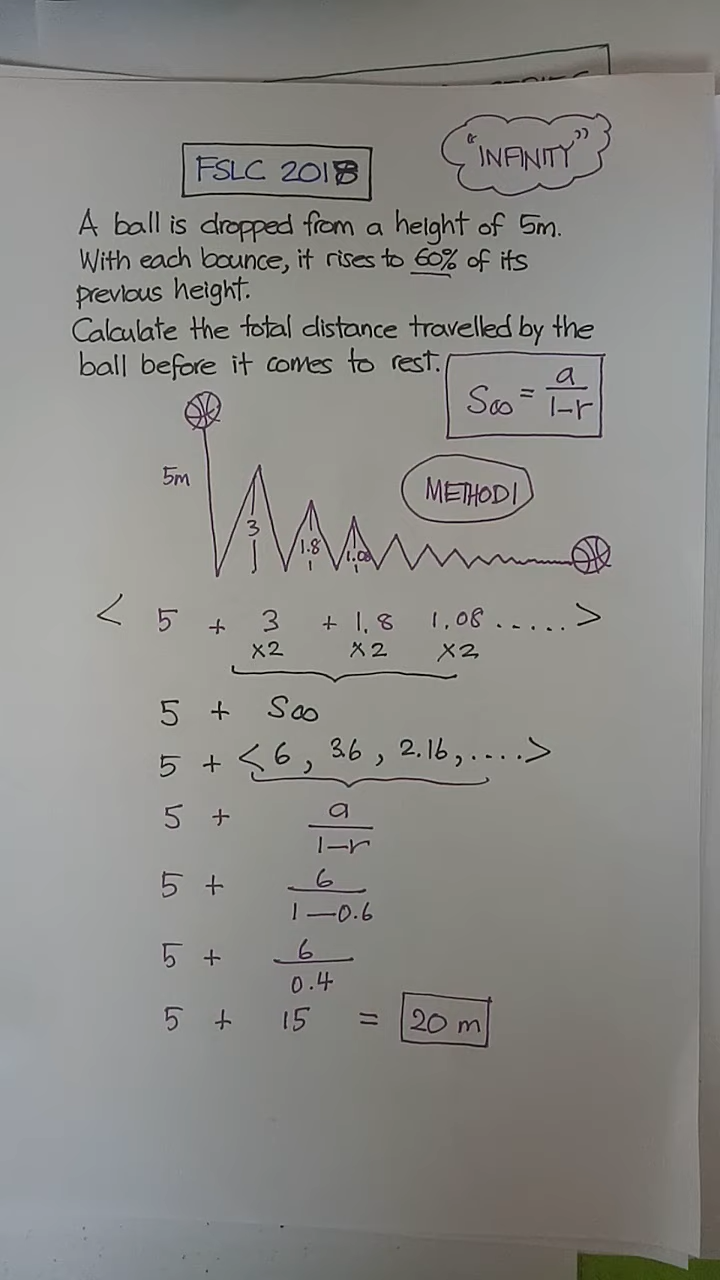 FSLC 2018
"INFINITY"
A ball is dropped from a height of 5m.
With each bounce, it rises to 60% of its
previous height.
Calculate the total distance travelled by the
ball before it comes to rest.
S∞ = a/1-r
5m
METHOD 1
3
1.8
1.08
< 5 + 3 + 1.8 1.08 ..... >
x2 x2 x2
5 + S∞
5 + < 6, 3.6, 2.16, .... >
5 + a/1-r
5 + 6/1-0.6
5 + 6/0.4
5 + 15 = 20 m